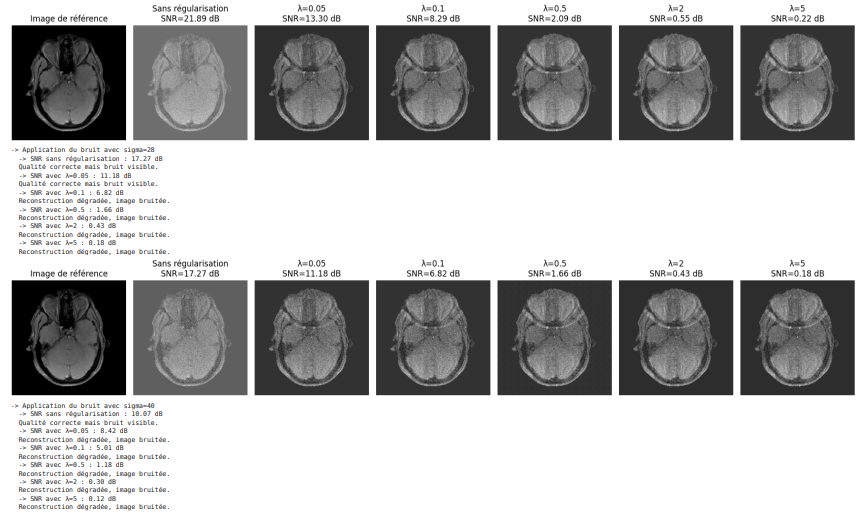 Image de référence
Sans régularisation
SNR=21.89 dB
λ=0.05
SNR=13.30 dB
λ=0.1
SNR=8.29 dB
λ=0.5
SNR=2.09 dB
λ=2
SNR=0.55 dB
λ=5
SNR=0.22 dB
-> Application du bruit avec sigma=28
-> SNR sans régularisation : 17.27 dB
Qualité correcte mais bruit visible.
-> SNR avec λ=0.05 : 11.18 dB
Qualité correcte mais bruit visible.
-> SNR avec λ=0.1 : 6.82 dB
Reconstruction dégradée, image bruitée.
-> SNR avec λ=0.5 : 1.66 dB
Reconstruction dégradée, image bruitée.
-> SNR avec λ=2 : 0.43 dB
Reconstruction dégradée, image bruitée.
-> SNR avec λ=5 : 0.18 dB
Reconstruction dégradée, image bruitée.
Image de référence
Sans régularisation
SNR=17.27 dB
λ=0.05
SNR=11.18 dB
λ=0.1
SNR=6.82 dB
λ=0.5
SNR=1.66 dB
λ=2
SNR=0.43 dB
λ=5
SNR=0.18 dB
-> Application du bruit avec sigma=40
-> SNR sans régularisation : 10.07 dB
Qualité correcte mais bruit visible.
-> SNR avec λ=0.05 : 8.42 dB
Reconstruction dégradée, image bruitée.
-> SNR avec λ=0.1 : 5.01 dB
Reconstruction dégradée, image bruitée.
-> SNR avec λ=0.5 : 1.18 dB
Reconstruction dégradée, image bruitée.
-> SNR avec λ=2 : 0.30 dB
Reconstruction dégradée, image bruitée.
-> SNR avec λ=5 : 0.12 dB
Reconstruction dégradée, image bruitée.